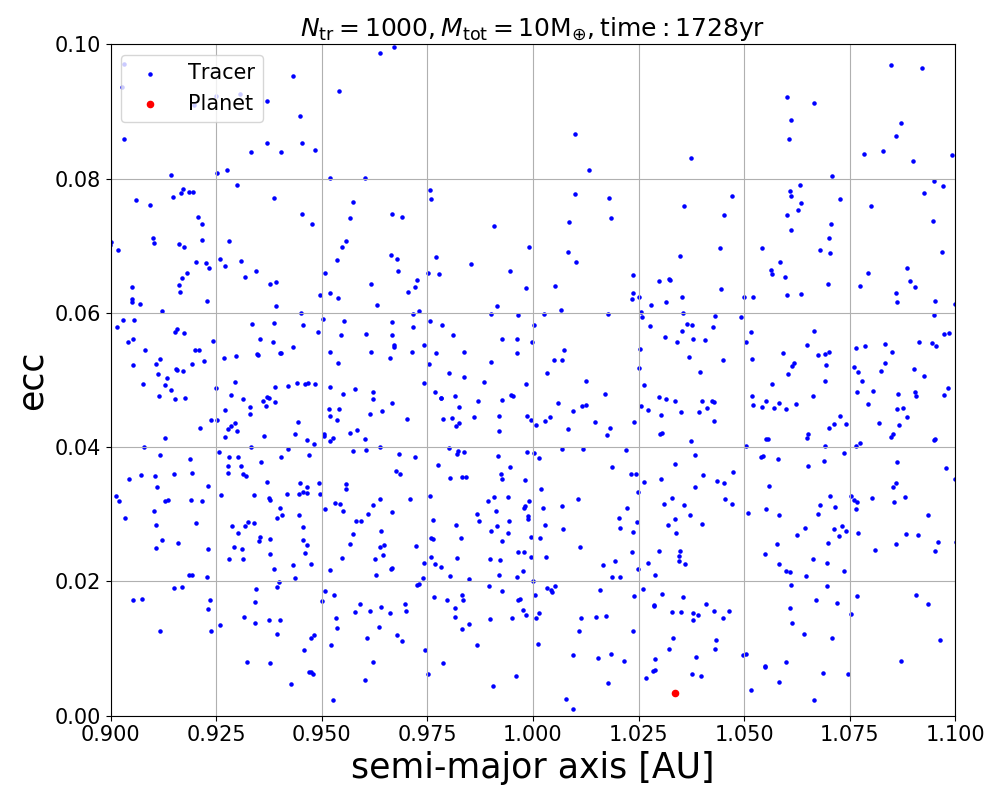 N_tr = 1000, M_tot = 10M_⊕, time : 1728yr
0.10
0.08
0.06
0.04
0.02
0.00
ecc
Tracer
Planet
0.900 0.925 0.950 0.975 1.000 1.025 1.050 1.075 1.100
semi-major axis [AU]